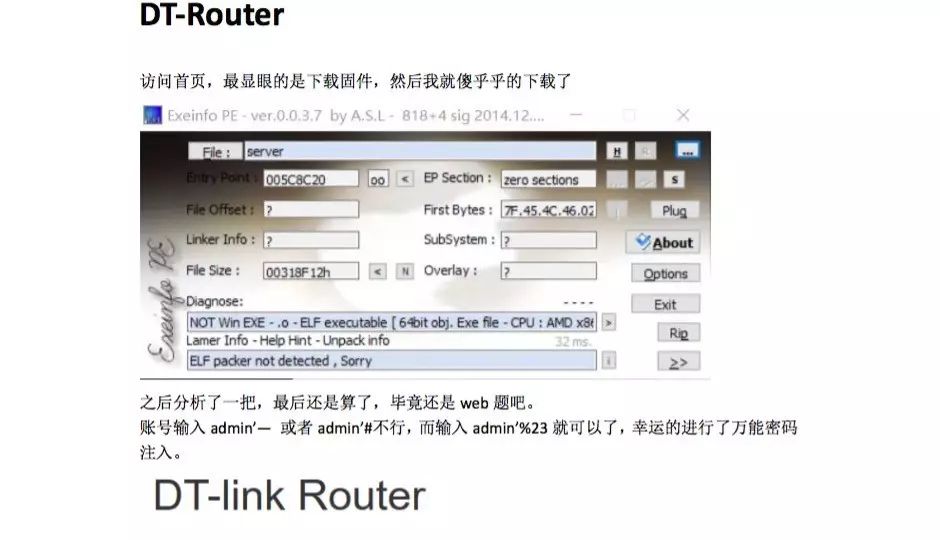 DT-Router
访问首页，最显眼的是下载固件，然后我就傻乎乎的下载了
Exeinfo PE - ver.0.0.3.7 by A.S.L - 818+4 sig 2014.12....
File : server H ...
Entry Point : 005C8C20 oo < EP Section : zero sections S
File Offset : ? First Bytes : 7F.45.4C.46.02 Plug
Linker Info : ? SubSystem : ? About
File Size : 00318F12h < N Overlay : ? Options
Exeinfo PE
Diagnose: - - - - Exit
NOT Win EXE - .o - ELF executable [ 64bit obj. Exe file - CPU : AMD x86 >
Lamer Info - Help Hint - Unpack info 32 ms. Rip
ELF packer not detected , Sorry i >>
之后分析了一把，最后还是算了，毕竟还是 web 题吧。
账号输入 admin’— 或者 admin’#不行，而输入 admin’%23 就可以了，幸运的进行了万能密码
注入。
DT-link Router